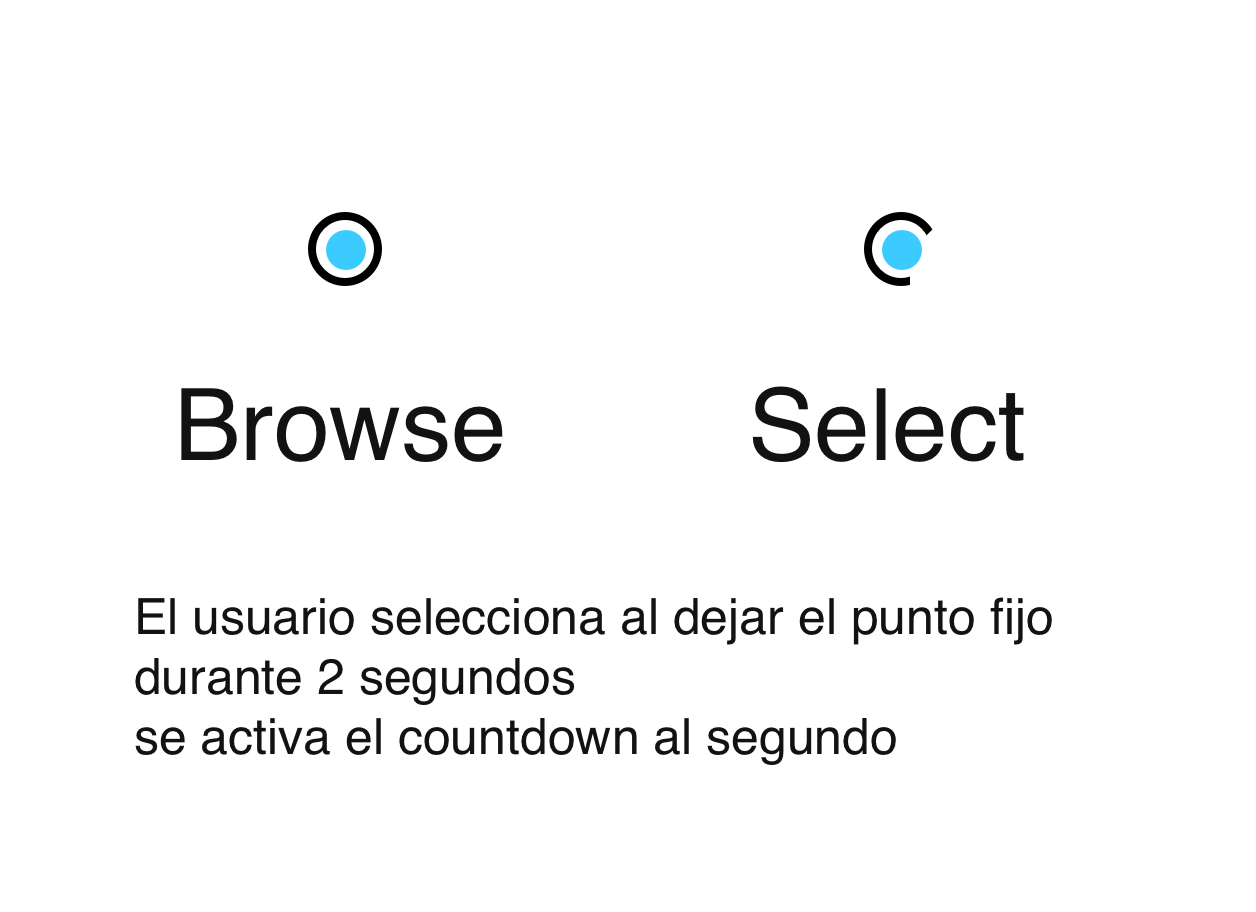 Browse
Select
El usuario selecciona al dejar el punto fijo
durante 2 segundos
se activa el countdown al segundo